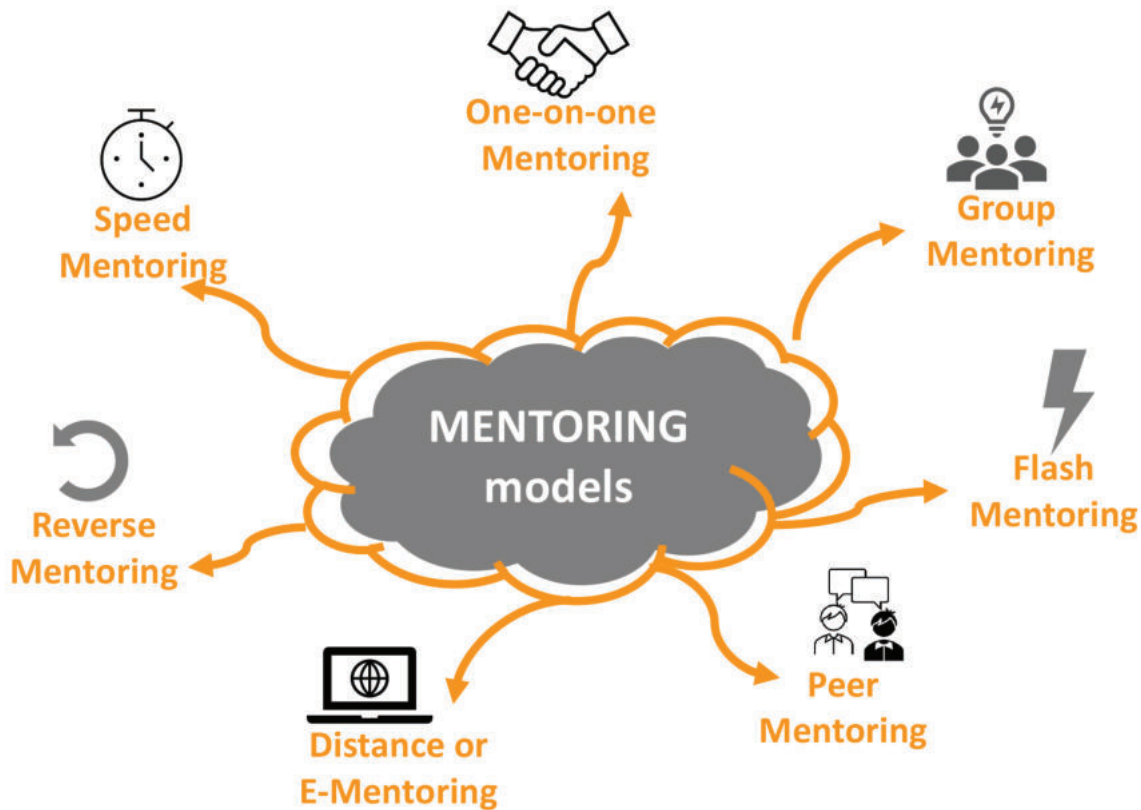 One-on-one
Mentoring
Group
Mentoring
Speed
Mentoring
MENTORING
models
Flash
Mentoring
Reverse
Mentoring
Peer
Mentoring
Distance or
E-Mentoring